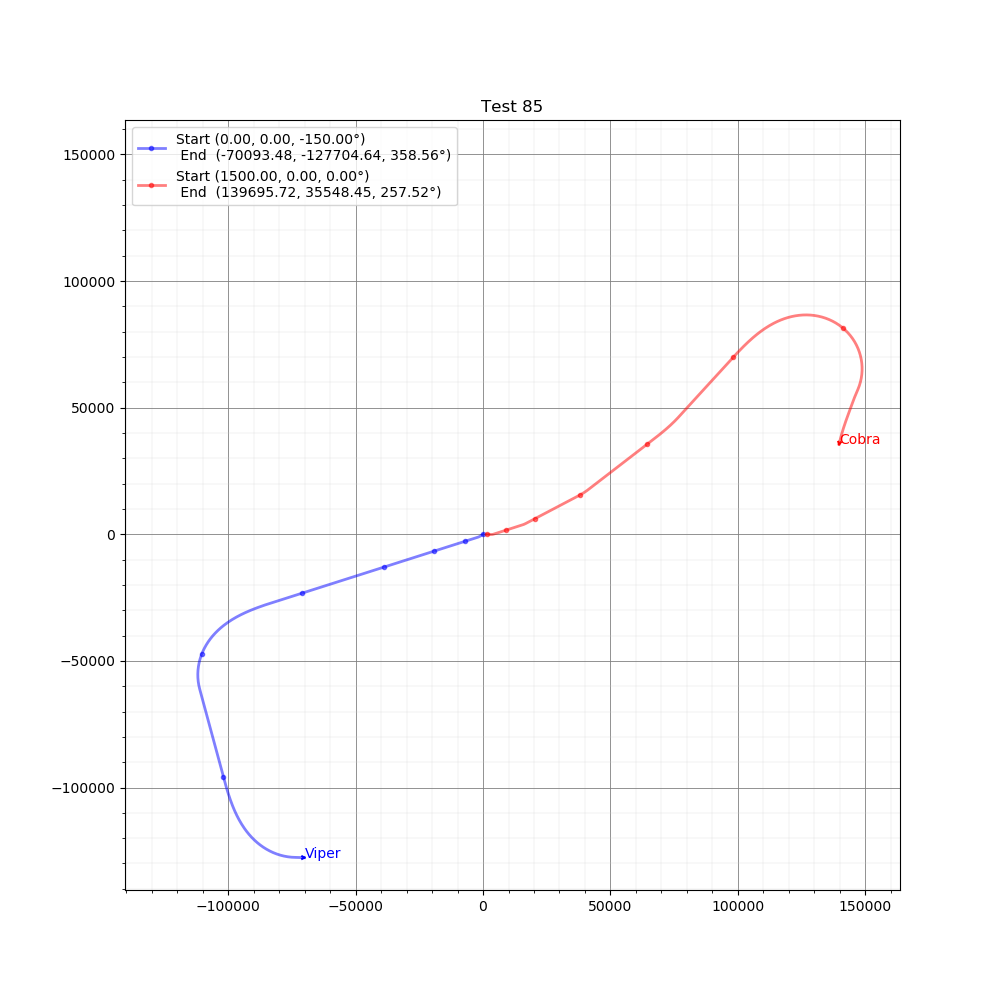 Test 85
Start (0.00, 0.00, -150.00°)
End  (-70093.48, -127704.64, 358.56°)
Start (1500.00, 0.00, 0.00°)
End  (139695.72, 35548.45, 257.52°)
150000
100000
50000
0
−50000
−100000
Cobra
Viper
−100000
−50000
0
50000
100000
150000